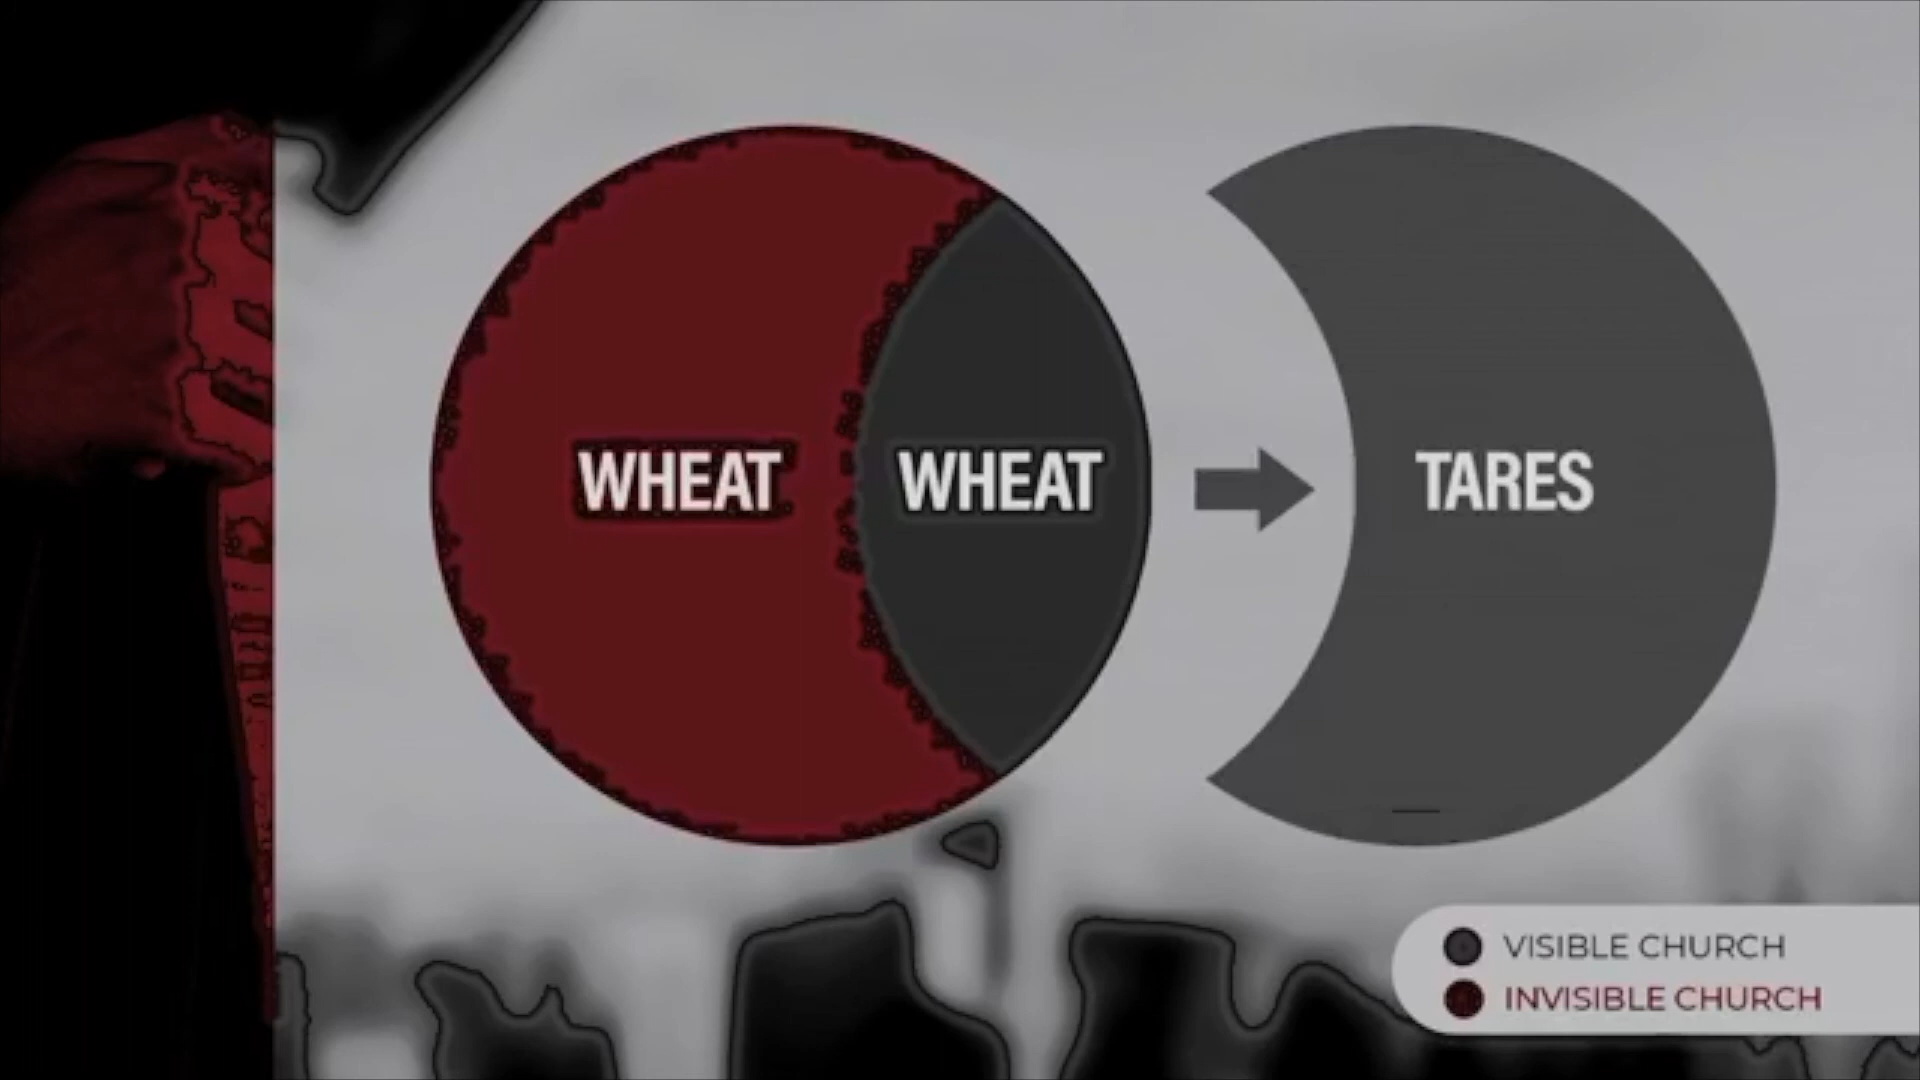 WHEAT
WHEAT
TARES
VISIBLE CHURCH
INVISIBLE CHURCH